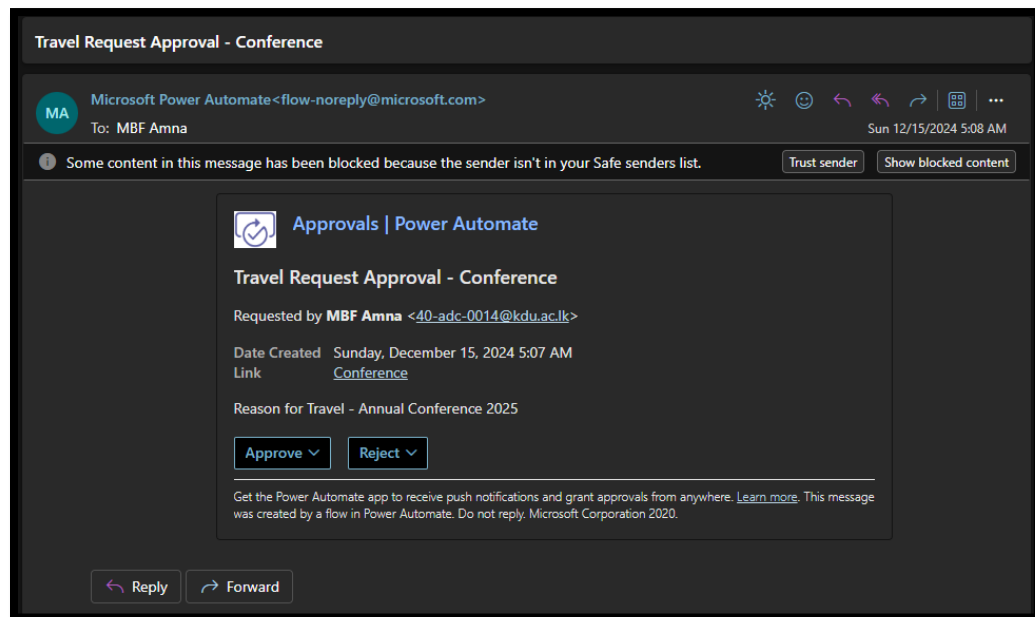 Travel Request Approval - Conference
MA
Microsoft Power Automate<flow-noreply@microsoft.com>
To: MBF Amna
Sun 12/15/2024 5:08 AM
Some content in this message has been blocked because the sender isn't in your Safe senders list.
Trust sender
Show blocked content
Approvals | Power Automate
Travel Request Approval - Conference
Requested by MBF Amna <40-adc-0014@kdu.ac.lk>
Date Created Sunday, December 15, 2024 5:07 AM
Link Conference
Reason for Travel - Annual Conference 2025
Approve
Reject
Get the Power Automate app to receive push notifications and grant approvals from anywhere. Learn more. This message
was created by a flow in Power Automate. Do not reply. Microsoft Corporation 2020.
Reply
Forward